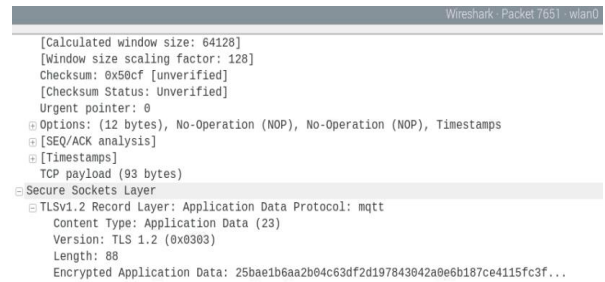 Wireshark · Packet 7651 · wlan0
[Calculated window size: 64128]
[Window size scaling factor: 128]
Checksum: 0x50cf [unverified]
[Checksum Status: Unverified]
Urgent pointer: 0
Options: (12 bytes), No-Operation (NOP), No-Operation (NOP), Timestamps
[SEQ/ACK analysis]
[Timestamps]
TCP payload (93 bytes)
Secure Sockets Layer
TLSv1.2 Record Layer: Application Data Protocol: mqtt
Content Type: Application Data (23)
Version: TLS 1.2 (0x0303)
Length: 88
Encrypted Application Data: 25bae1b6aa2b04c63df2d197843042a0e6b187ce4115fc3f...